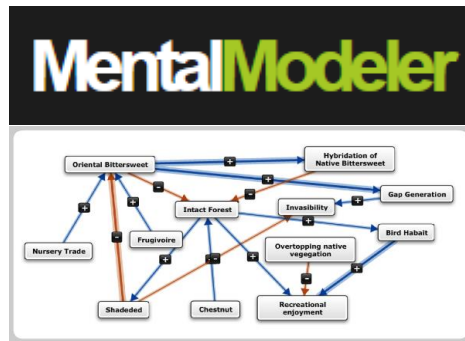 MentalModeler
Oriental Bittersweet
+
Hybridation of
Native Bittersweet
+
-
-
Gap Generation
Intact Forest
Invasibility
+
+
+
+
Bird Habait
Nursery Trade
Frugivoire
-
Overtopping native
vegegation
+
+
-
+
-
+
Shadeded
Chestnut
Recreational
enjoyment